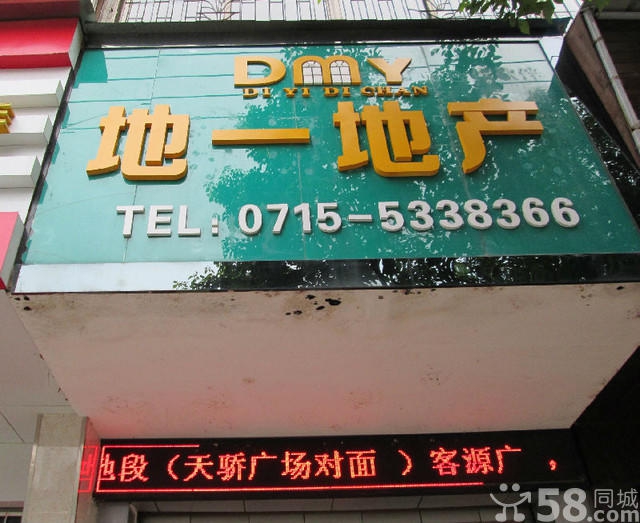 DMY
DI YI DI CHAN
地一地产
TEL：0715-5338366
地段（天骄广场对面 ）客源广，
58同城